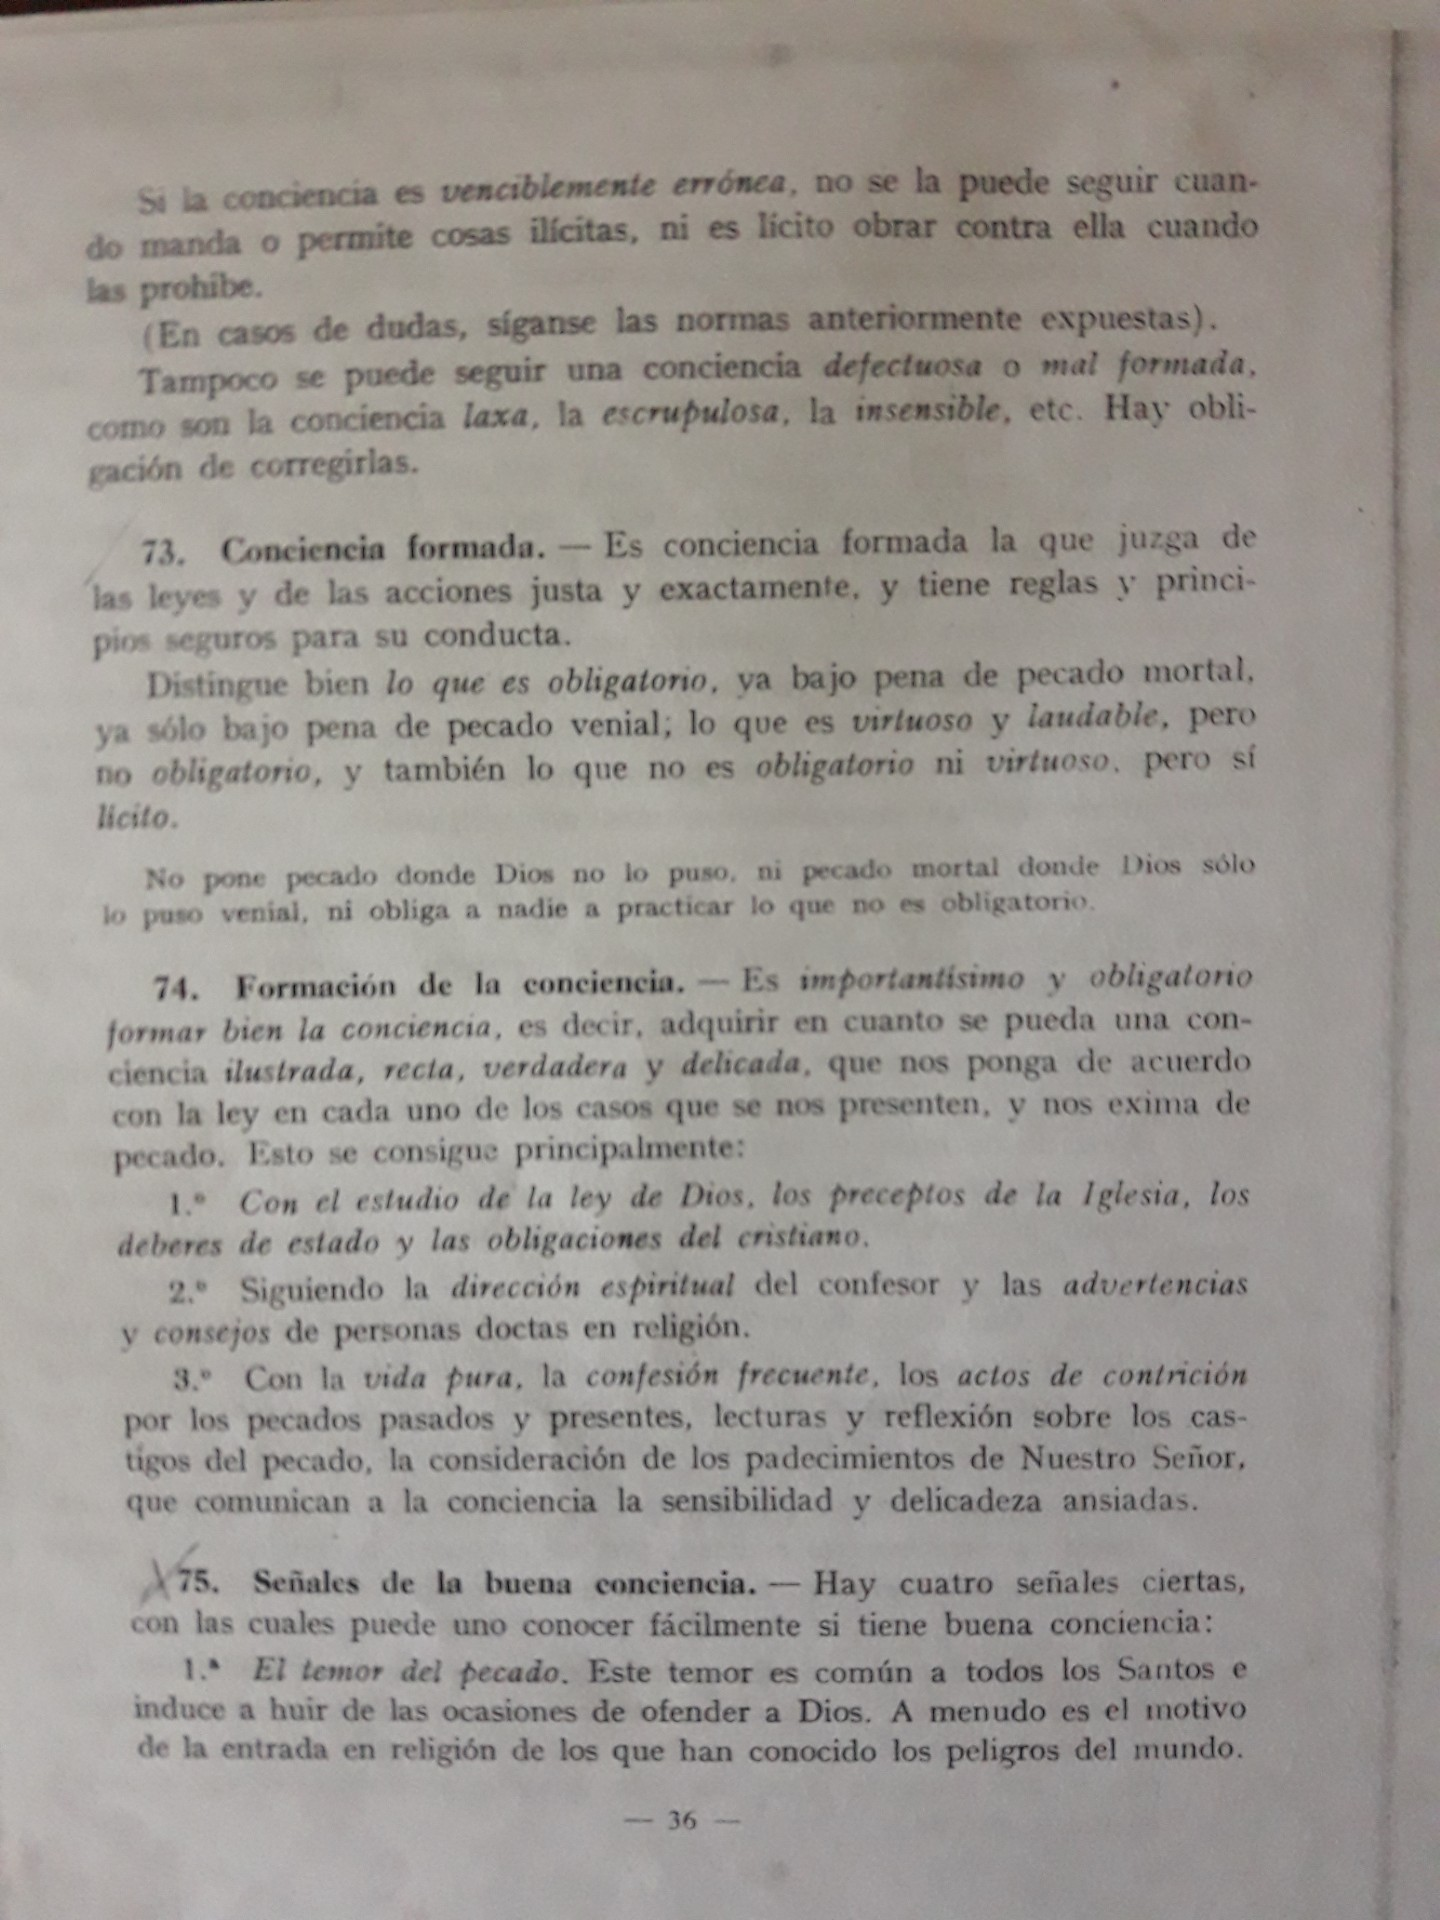 Si la conciencia es venciblemente errónea, no se la puede seguir cuan-
do manda o permite cosas ilícitas, ni es lícito obrar contra ella cuando
las prohibe.
(En casos de dudas, síganse las normas anteriormente expuestas).
Tampoco se puede seguir una conciencia defectuosa o mal formada,
como son la conciencia laxa, la escrupulosa, la insensible, etc. Hay obli-
gación de corregirlas.
73. Conciencia formada. — Es conciencia formada la que juzga de
las leyes y de las acciones justa y exactamente, y tiene reglas y princi-
pios seguros para su conducta.
Distingue bien lo que es obligatorio, ya bajo pena de pecado mortal,
ya sólo bajo pena de pecado venial; lo que es virtuoso y laudable, pero
no obligatorio, y también lo que no es obligatorio ni virtuoso, pero sí
lícito.
No pone pecado donde Dios no lo puso, ni pecado mortal donde Dios sólo
lo puso venial, ni obliga a nadie a practicar lo que no es obligatorio.
74. Formación de la conciencia. — Es importantísimo y obligatorio
formar bien la conciencia, es decir, adquirir en cuanto se pueda una con-
ciencia ilustrada, recta, verdadera y delicada, que nos ponga de acuerdo
con la ley en cada uno de los casos que se nos presenten, y nos exima de
pecado. Esto se consigue principalmente:
1.º Con el estudio de la ley de Dios, los preceptos de la Iglesia, los
deberes de estado y las obligaciones del cristiano.
2.º Siguiendo la dirección espiritual del confesor y las advertencias
y consejos de personas doctas en religión.
3.º Con la vida pura, la confesión frecuente, los actos de contrición
por los pecados pasados y presentes, lecturas y reflexión sobre los cas-
tigos del pecado, la consideración de los padecimientos de Nuestro Señor,
que comunican a la conciencia la sensibilidad y delicadeza ansiadas.
75. Señales de la buena conciencia. — Hay cuatro señales ciertas,
con las cuales puede uno conocer fácilmente si tiene buena conciencia:
1.ª El temor del pecado. Este temor es común a todos los Santos e
induce a huir de las ocasiones de ofender a Dios. A menudo es el motivo
de la entrada en religión de los que han conocido los peligros del mundo.
— 36 —